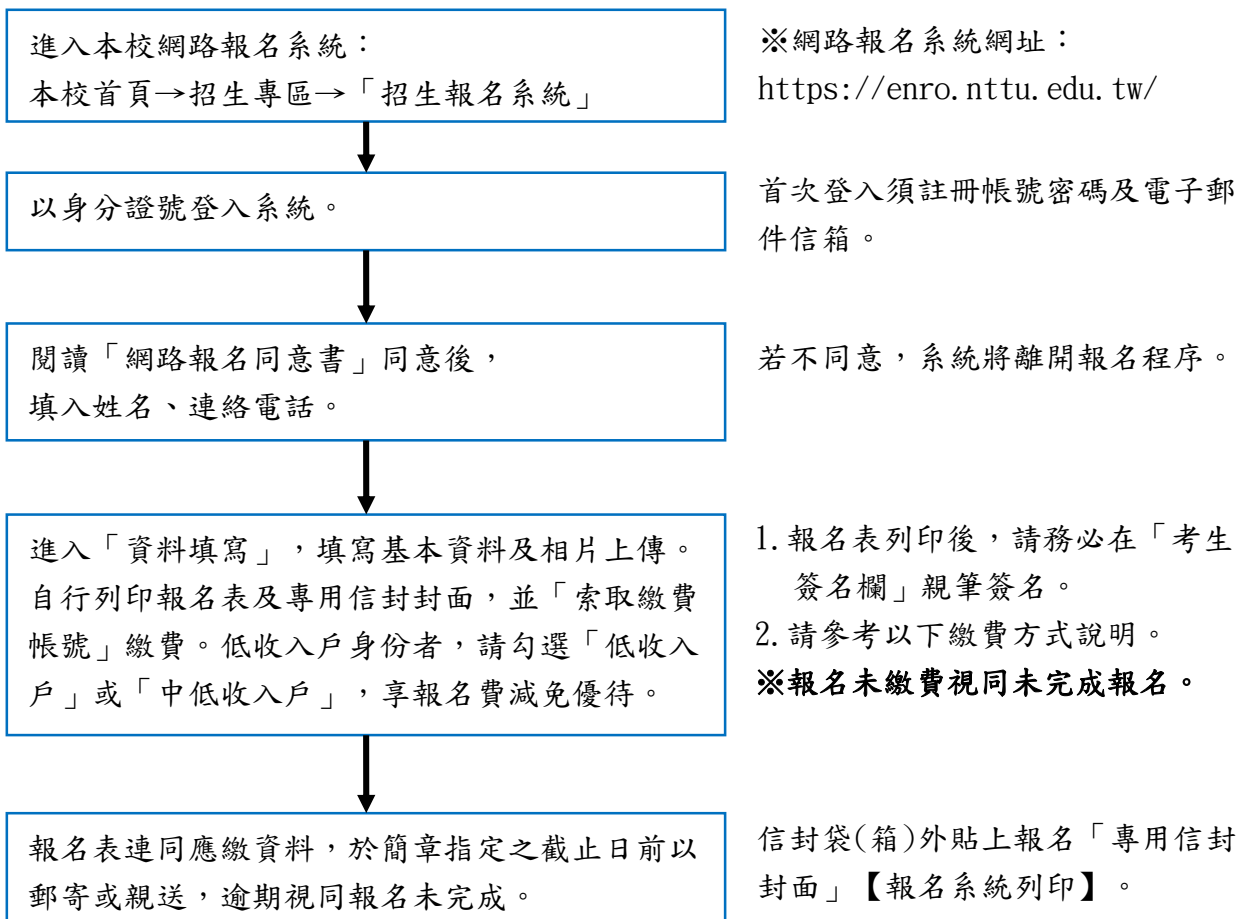 進入本校網路報名系統：
本校首頁→招生專區→「招生報名系統」
※網路報名系統網址：
https://enro.nttu.edu.tw/
以身分證號登入系統。
首次登入須註冊帳號密碼及電子郵
件信箱。
閱讀「網路報名同意書」同意後，
填入姓名、連絡電話。
若不同意，系統將離開報名程序。
進入「資料填寫」，填寫基本資料及相片上傳。
自行列印報名表及專用信封封面，並「索取繳費
帳號」繳費。低收入戶身份者，請勾選「低收入
戶」或「中低收入戶」，享報名費減免優待。
1.報名表列印後，請務必在「考生
簽名欄」親筆簽名。
2.請參考以下繳費方式說明。
※報名未繳費視同未完成報名。
報名表連同應繳資料，於簡章指定之截止日前以
郵寄或親送，逾期視同報名未完成。
信封袋(箱)外貼上報名「專用信封
封面」【報名系統列印】。